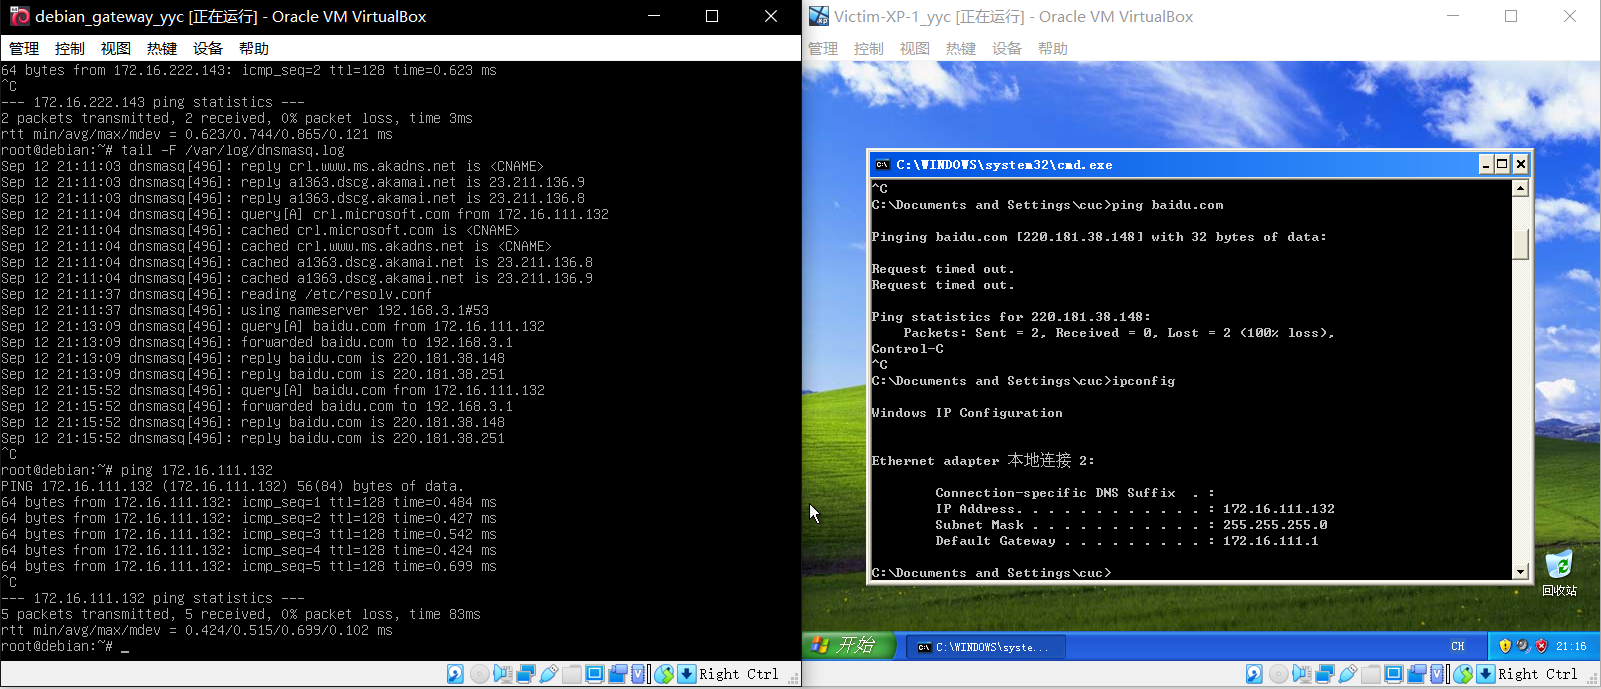 debian_gateway_yyc [正在运行] - Oracle VM VirtualBox
管理 控制 视图 热键 设备 帮助
64 bytes from 172.16.222.143: icmp_seq=2 ttl=128 time=0.623 ms
^C
--- 172.16.222.143 ping statistics ---
2 packets transmitted, 2 received, 0% packet loss, time 3ms
rtt min/avg/max/mdev = 0.623/0.744/0.865/0.121 ms
root@debian:~# tail -F /var/log/dnsmasq.log
Sep 12 21:11:03 dnsmasq[496]: reply crl.www.ms.akadns.net is <CNAME>
Sep 12 21:11:03 dnsmasq[496]: reply a1363.dscg.akamai.net is 23.211.136.9
Sep 12 21:11:03 dnsmasq[496]: reply a1363.dscg.akamai.net is 23.211.136.8
Sep 12 21:11:04 dnsmasq[496]: query[A] crl.microsoft.com from 172.16.111.132
Sep 12 21:11:04 dnsmasq[496]: cached crl.microsoft.com is <CNAME>
Sep 12 21:11:04 dnsmasq[496]: cached crl.www.ms.akadns.net is <CNAME>
Sep 12 21:11:04 dnsmasq[496]: cached a1363.dscg.akamai.net is 23.211.136.8
Sep 12 21:11:04 dnsmasq[496]: cached a1363.dscg.akamai.net is 23.211.136.9
Sep 12 21:11:37 dnsmasq[496]: reading /etc/resolv.conf
Sep 12 21:11:37 dnsmasq[496]: using nameserver 192.168.3.1#53
Sep 12 21:13:09 dnsmasq[496]: query[A] baidu.com from 172.16.111.132
Sep 12 21:13:09 dnsmasq[496]: forwarded baidu.com to 192.168.3.1
Sep 12 21:13:09 dnsmasq[496]: reply baidu.com is 220.181.38.148
Sep 12 21:13:09 dnsmasq[496]: reply baidu.com is 220.181.38.251
Sep 12 21:15:52 dnsmasq[496]: query[A] baidu.com from 172.16.111.132
Sep 12 21:15:52 dnsmasq[496]: forwarded baidu.com to 192.168.3.1
Sep 12 21:15:52 dnsmasq[496]: reply baidu.com is 220.181.38.148
Sep 12 21:15:52 dnsmasq[496]: reply baidu.com is 220.181.38.251
^C
root@debian:~# ping 172.16.111.132
PING 172.16.111.132 (172.16.111.132) 56(84) bytes of data.
64 bytes from 172.16.111.132: icmp_seq=1 ttl=128 time=0.484 ms
64 bytes from 172.16.111.132: icmp_seq=2 ttl=128 time=0.427 ms
64 bytes from 172.16.111.132: icmp_seq=3 ttl=128 time=0.542 ms
64 bytes from 172.16.111.132: icmp_seq=4 ttl=128 time=0.424 ms
64 bytes from 172.16.111.132: icmp_seq=5 ttl=128 time=0.699 ms
^C
--- 172.16.111.132 ping statistics ---
5 packets transmitted, 5 received, 0% packet loss, time 83ms
rtt min/avg/max/mdev = 0.424/0.515/0.699/0.102 ms
root@debian:~# _
Right Ctrl
Victim-XP-1_yyc [正在运行] - Oracle VM VirtualBox
管理 控制 视图 热键 设备 帮助
C:\WINDOWS\system32\cmd.exe
^C
C:\Documents and Settings\cuc>ping baidu.com
Pinging baidu.com [220.181.38.148] with 32 bytes of data:
Request timed out.
Request timed out.
Ping statistics for 220.181.38.148:
Packets: Sent = 2, Received = 0, Lost = 2 (100% loss),
Control-C
^C
C:\Documents and Settings\cuc>ipconfig
Windows IP Configuration
Ethernet adapter 本地连接 2:
Connection-specific DNS Suffix . :
IP Address. . . . . . . . . . . . : 172.16.111.132
Subnet Mask . . . . . . . . . . . : 255.255.255.0
Default Gateway . . . . . . . . . : 172.16.111.1
C:\Documents and Settings\cuc>
回收站
开始 C:\WINDOWS\syste... CH 21:16
Right Ctrl